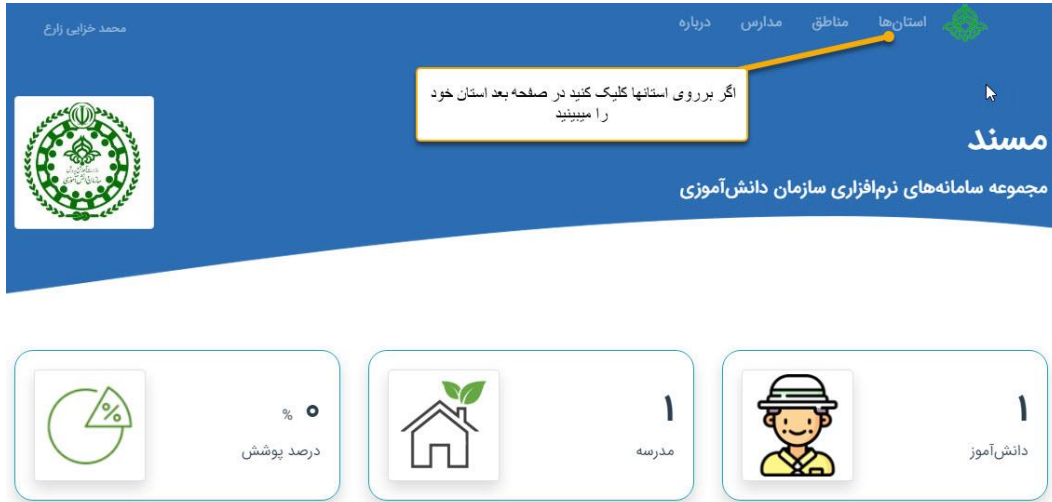 استان‌ها مناطق مدارس درباره
محمد خزایی زارع
اگر برروی استانها کلیک کنید در صفحه بعد استان خود
را میبینید
مسند
مجموعه سامانه‌های نرم‌افزاری سازمان دانش‌آموزی
۱
دانش‌آموز
۱
مدرسه
۰ %
درصد پوشش
%